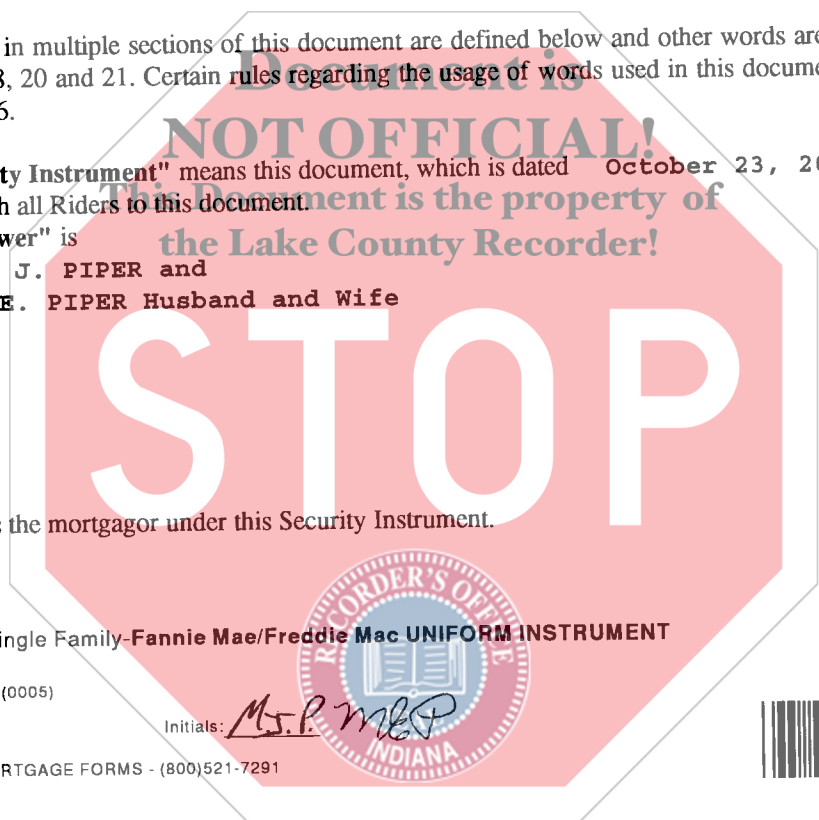 in multiple sections of this document are defined below and other words are
8, 20 and 21. Certain rules regarding the usage of words used in this docume
6.
Document is
NOT OFFICIAL!
This Document is the property of
the Lake County Recorder!
ty Instrument" means this document, which is dated October 23, 20
h all Riders to this document.
wer" is
J. PIPER and
E. PIPER Husband and Wife
STOP
the mortgagor under this Security Instrument.
ingle Family-Fannie Mae/Freddie Mac UNIFORM INSTRUMENT
RECORDER'S OFFICE
INDIANA
(0005)
Initials: M.J.P. MEP
RTGAGE FORMS - (800)521-7291